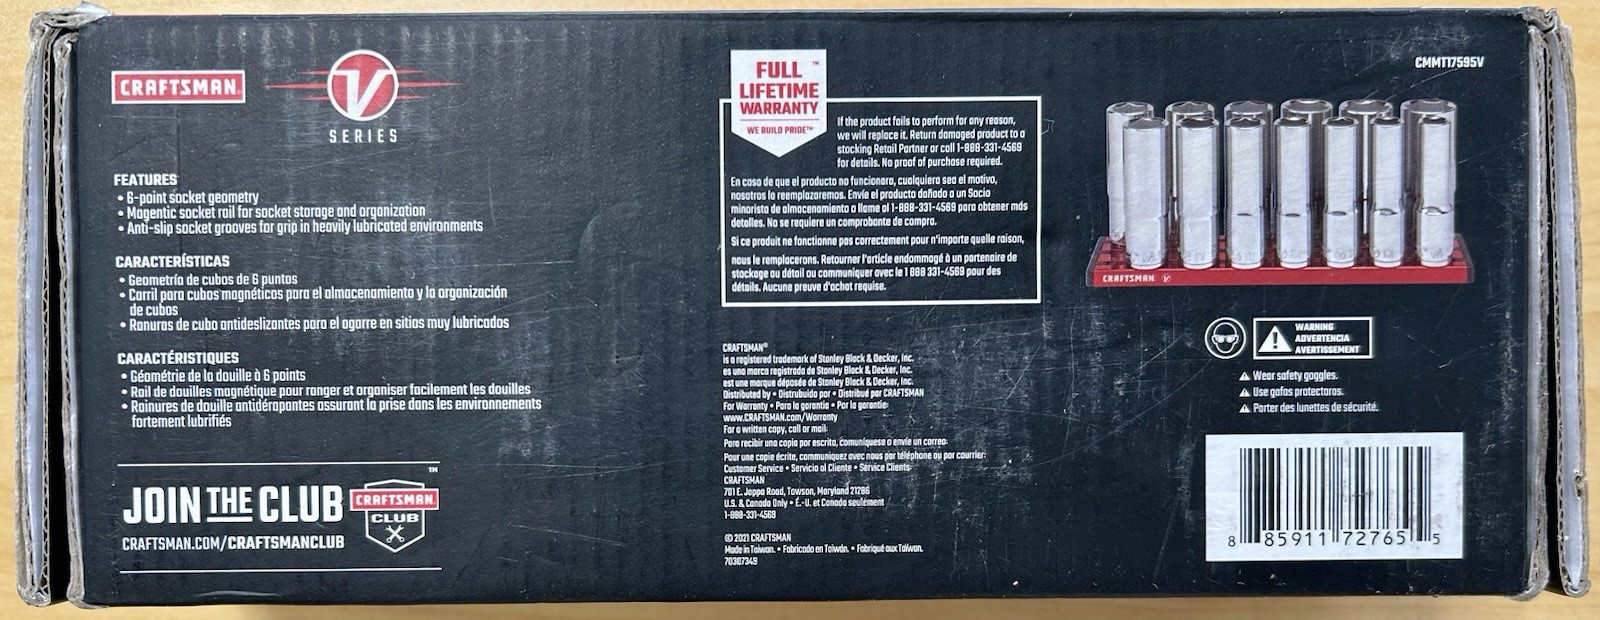 CRAFTSMAN
V
SERIES
FEATURES
• 6-point socket geometry
• Magentic socket rail for socket storage and organization
• Anti-slip socket grooves for grip in heavily lubricated environments
CARACTERÍSTICAS
• Geometría de cubos de 6 puntos
• Carril para cubos magnéticos para el almacenamiento y la organización
de cubos
• Ranuras de cubo antideslizantes para el agarre en sitios muy lubricados
CARACTÉRISTIQUES
• Géométrie de la douille à 6 points
• Rail de douilles magnétique pour ranger et organiser facilement les douilles
• Rainures de douille antidérapantes assurant la prise dans les environnements
fortement lubrifiés
JOIN THE CLUB
CRAFTSMAN
CLUB
™
CRAFTSMAN.COM/CRAFTSMANCLUB
FULL ™
LIFETIME
WARRANTY
WE BUILD PRIDE™
If the product fails to perform for any reason,
we will replace it. Return damaged product to a
stocking Retail Partner or call 1-888-331-4569
for details. No proof of purchase required.
En caso de que el producto no funcionara, cualquiera sea el motivo,
nosotros lo reemplazaremos. Envíe el producto dañado a un Socio
minorista de almacenamiento o llame al 1-888-331-4569 para obtener más
detalles. No se requiere un comprobante de compra.
Si ce produit ne fonctionne pas correctement pour n'importe quelle raison,
nous le remplacerons. Retourner l'article endommagé à un partenaire de
stockage au détail ou communiquer avec le 1 888 331-4569 pour des
détails. Aucune preuve d'achat requise.
CRAFTSMAN®
is a registered trademark of Stanley Black & Decker, Inc.
es una marca registrada de Stanley Black & Decker, Inc.
est une marque déposée de Stanley Black & Decker, Inc.
Distributed by • Distrubuido por • Distribué par CRAFTSMAN
For Warranty • Para la garantía • Par la garantie:
www.CRAFTSMAN.com/Warranty
For a written copy, call or mail:
Para recibir una copia por escrito, comuníquese o envíe un correo:
Pour une copie écrite, communiquez avec nous par téléphone ou par courrier:
Customer Service • Servicio al Cliente • Service Clients:
CRAFTSMAN
701 E. Joppa Road, Towson, Maryland 21286
U.S. & Canada Only • É.-U. et Canada seulement
1-888-331-4569
© 2021 CRAFTSMAN
Made in Taiwan. • Fabricado en Taiwán. • Fabriqué aux Taïwan.
70307349
CMMT17595V
CRAFTSMAN V
WARNING
ADVERTENCIA
AVERTISSEMENT
Wear safety goggles.
Use gafas protectoras.
Porter des lunettes de sécurité.
8 85911 72765 5